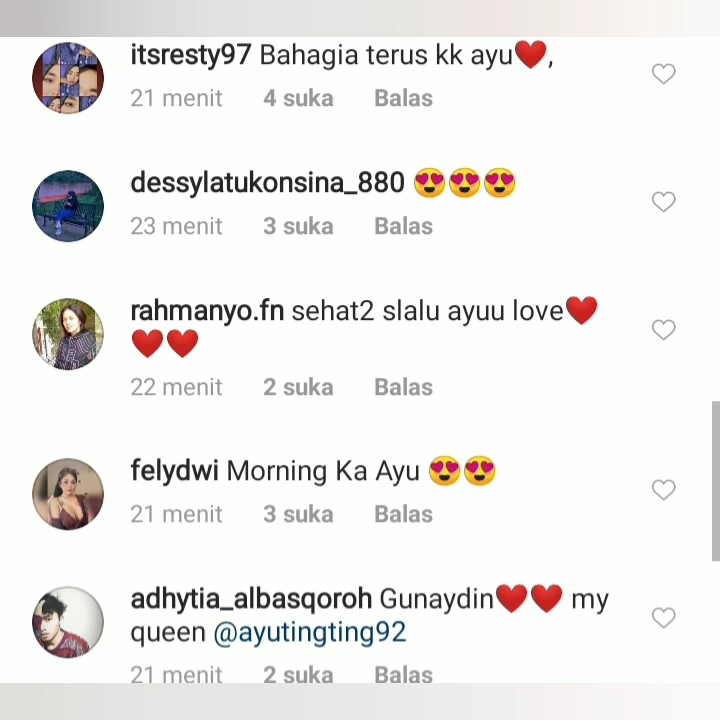 itsresty97 Bahagia terus kk ayu❤️,
21 menit 4 suka Balas
dessylatukonsina_880 😍😍😍
23 menit 3 suka Balas
rahmanyo.fn sehat2 slalu ayuu love❤️
❤️❤️
22 menit 2 suka Balas
felydwi Morning Ka Ayu 😍😍
21 menit 3 suka Balas
adhytia_albasqoroh Gunaydin❤️❤️ my
queen @ayutingting92
21 menit 2 suka Balas